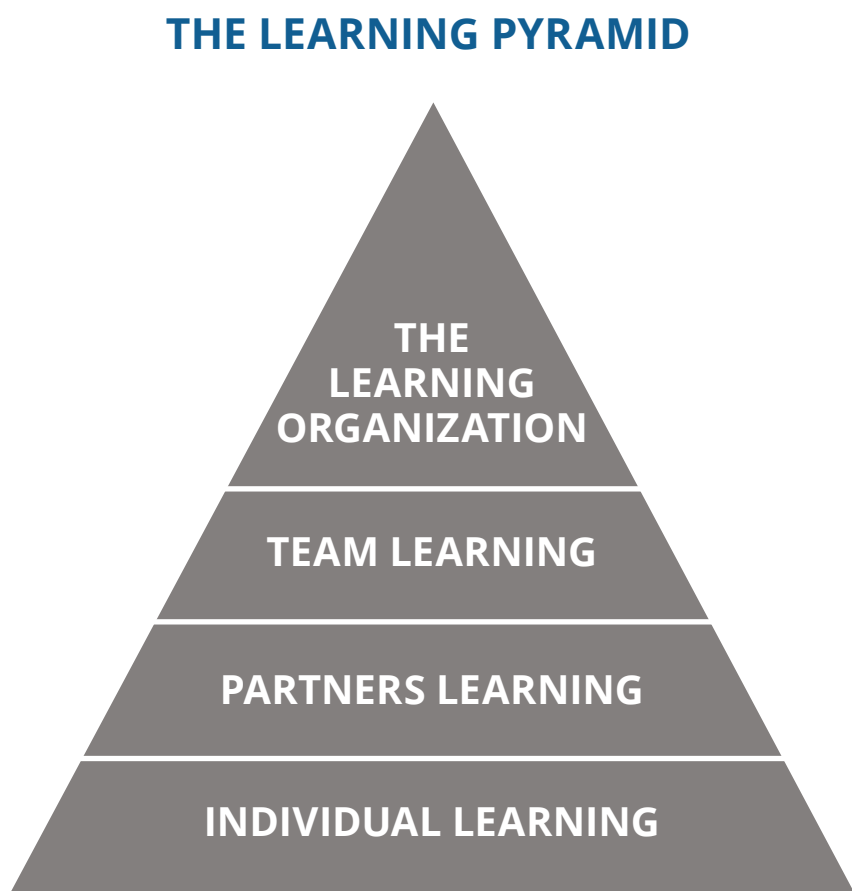 THE LEARNING PYRAMID
THE
LEARNING
ORGANIZATION
TEAM LEARNING
PARTNERS LEARNING
INDIVIDUAL LEARNING